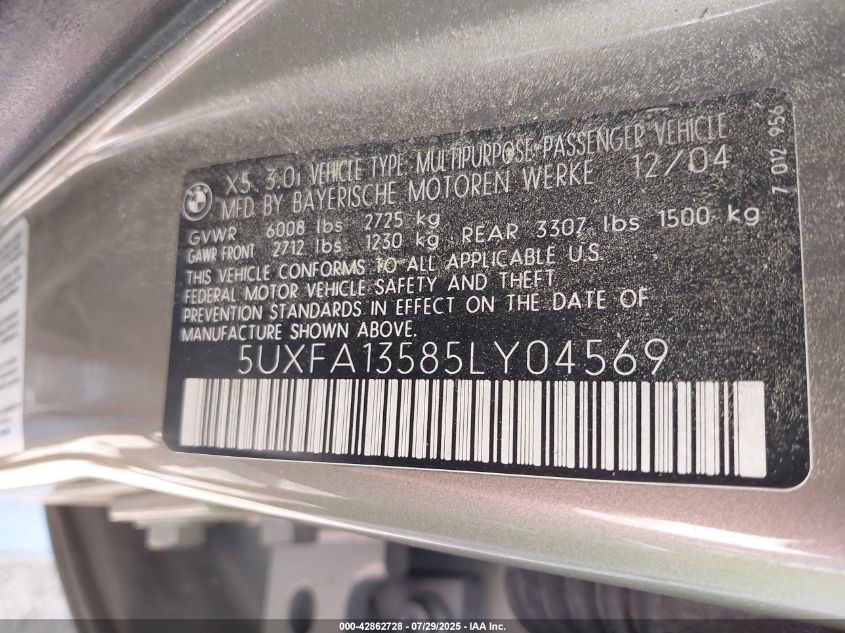 X5 3.0i VEHICLE TYPE: MULTIPURPOSE-PASSENGER VEHICLE
MFD BY BAYERISCHE MOTOREN WERKE 12/04
GVWR 6008 lbs 2725 kg
GAWR FRONT 2712 lbs 1230 kg REAR 3307 lbs 1500 kg
THIS VEHICLE CONFORMS TO ALL APPLICABLE U.S.
FEDERAL MOTOR VEHICLE SAFETY AND THEFT
PREVENTION STANDARDS IN EFFECT ON THE DATE OF
MANUFACTURE SHOWN ABOVE.
5UXFA13585LY04569
7 012 956
000-42862728 - 07/29/2025 - IAA Inc.